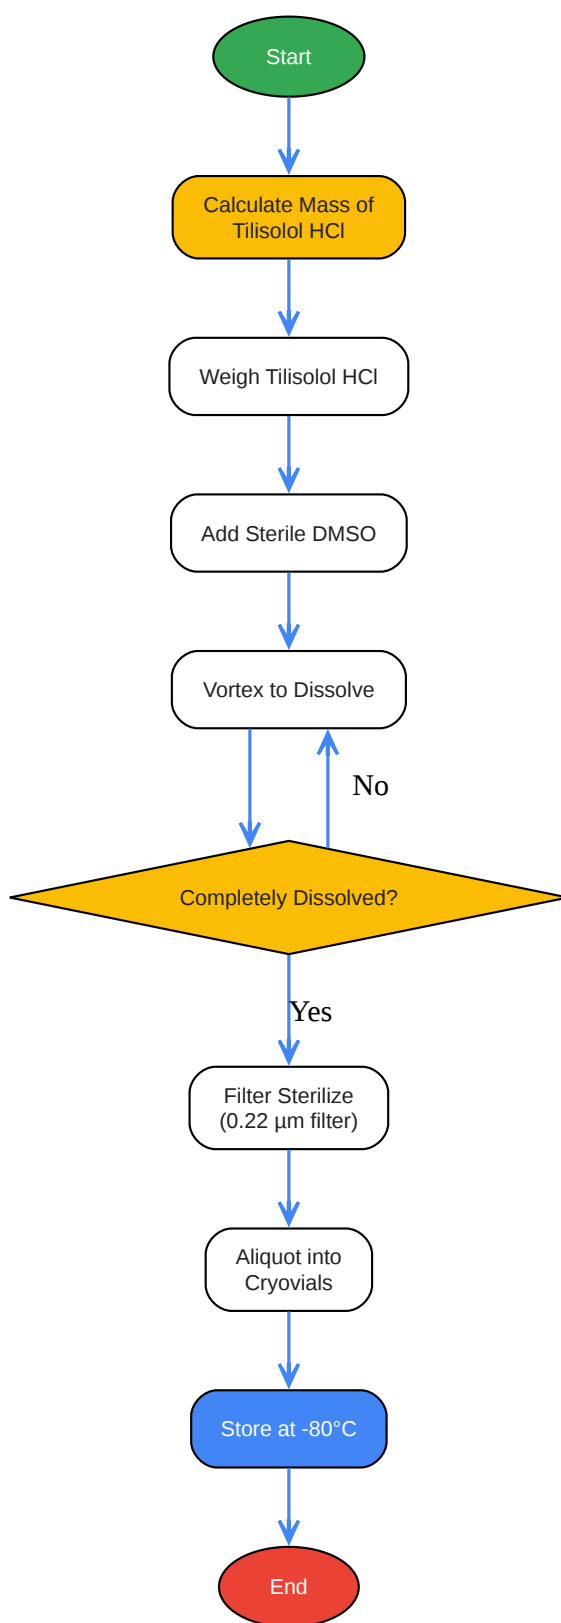 Start
Calculate Mass of
Tilisolol HCl
Weigh Tilisolol HCl
Add Sterile DMSO
Vortex to Dissolve
No
Completely Dissolved?
Yes
Filter Sterilize
(0.22 µm filter)
Aliquot into
Cryovials
Store at -80°C
End